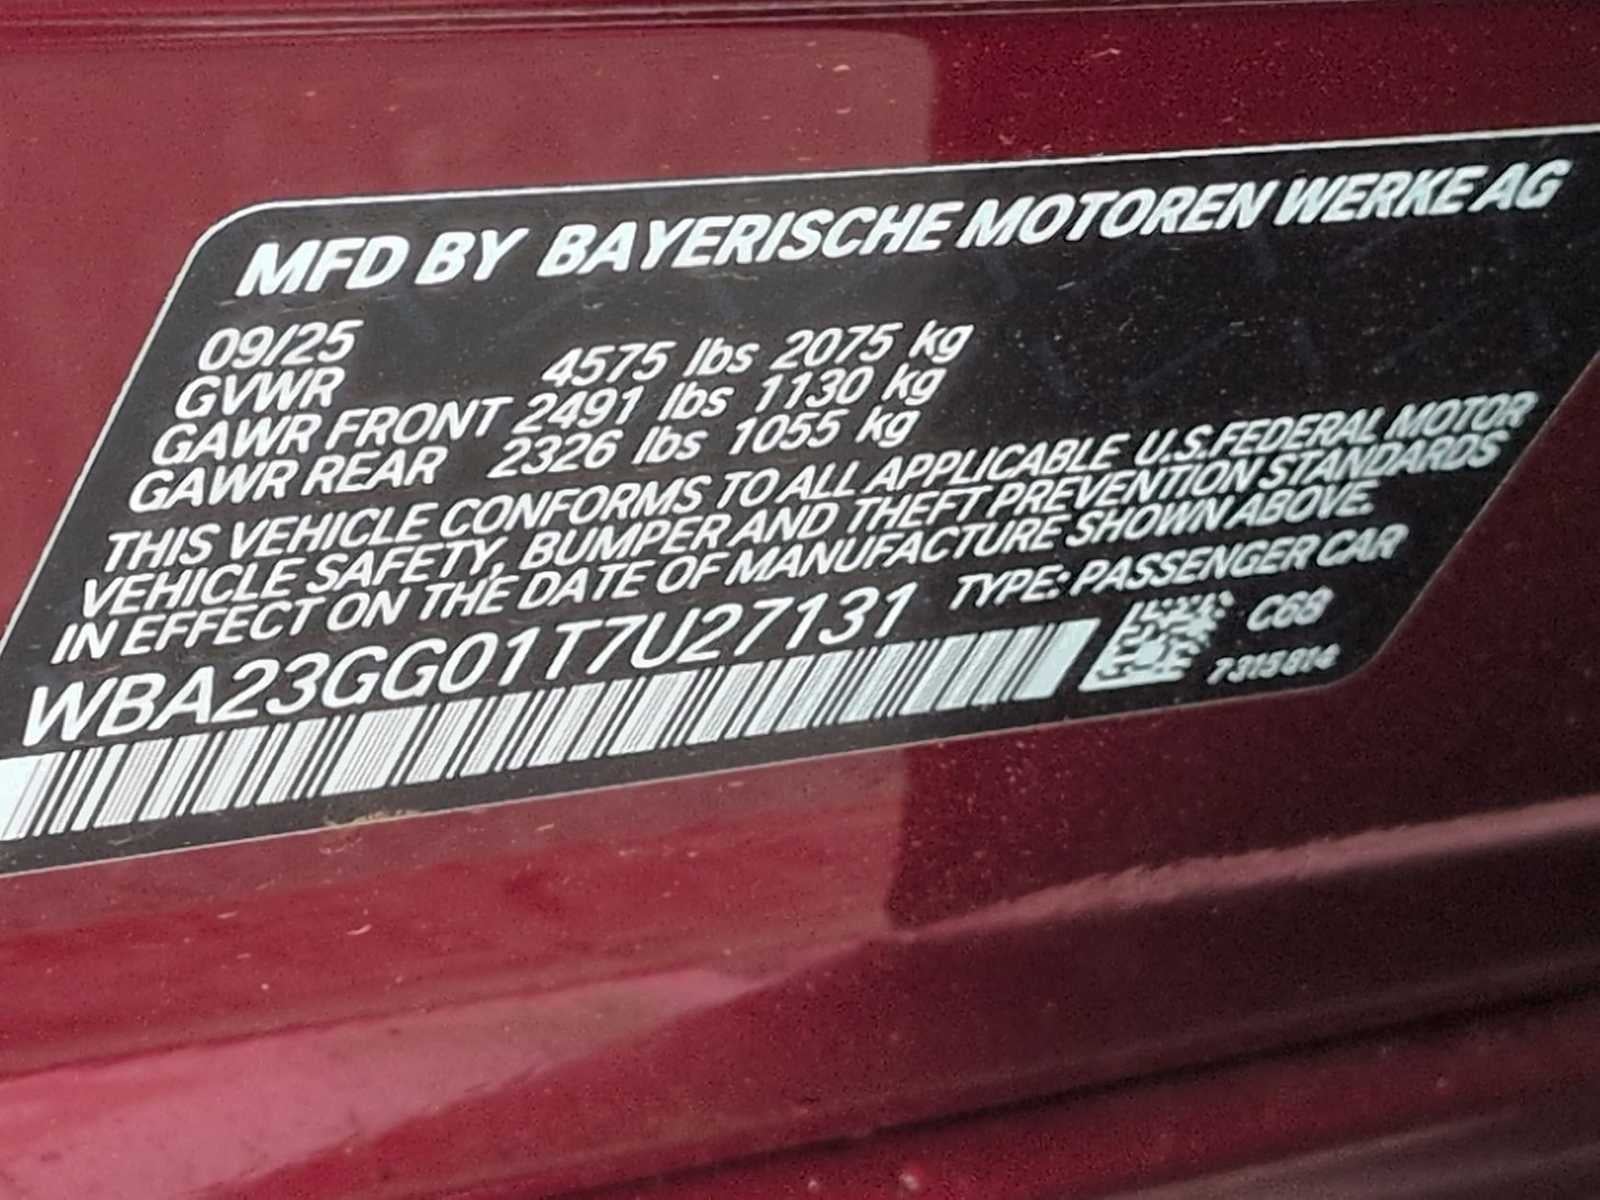 MFD BY BAYERISCHE MOTOREN WERKE AG
09/25
GVWR 4575 lbs 2075 kg
GAWR FRONT 2491 lbs 1130 kg
GAWR REAR 2326 lbs 1055 kg
THIS VEHICLE CONFORMS TO ALL APPLICABLE U.S.FEDERAL MOTOR
VEHICLE SAFETY, BUMPER AND THEFT PREVENTION STANDARDS
IN EFFECT ON THE DATE OF MANUFACTURE SHOWN ABOVE.
WBA23GG01T7U27131 TYPE: PASSENGER CAR
C68
7315814